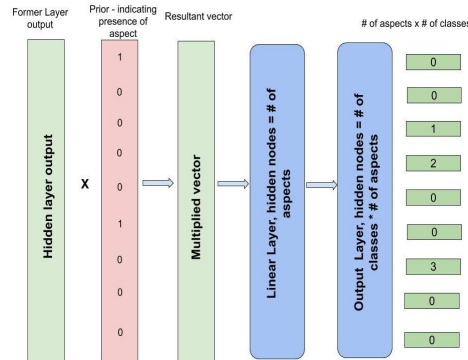 Former Layer
output
Prior - indicating
presence of
aspect
Resultant vector
# of aspects x # of classes
Hidden layer output
X
1
0
0
0
0
1
0
0
0
Multiplied vector
Linear Layer, hidden nodes = # of
aspects
Output Layer, hidden nodes = # of
classes * # of aspects
0
0
1
2
0
0
3
0
0